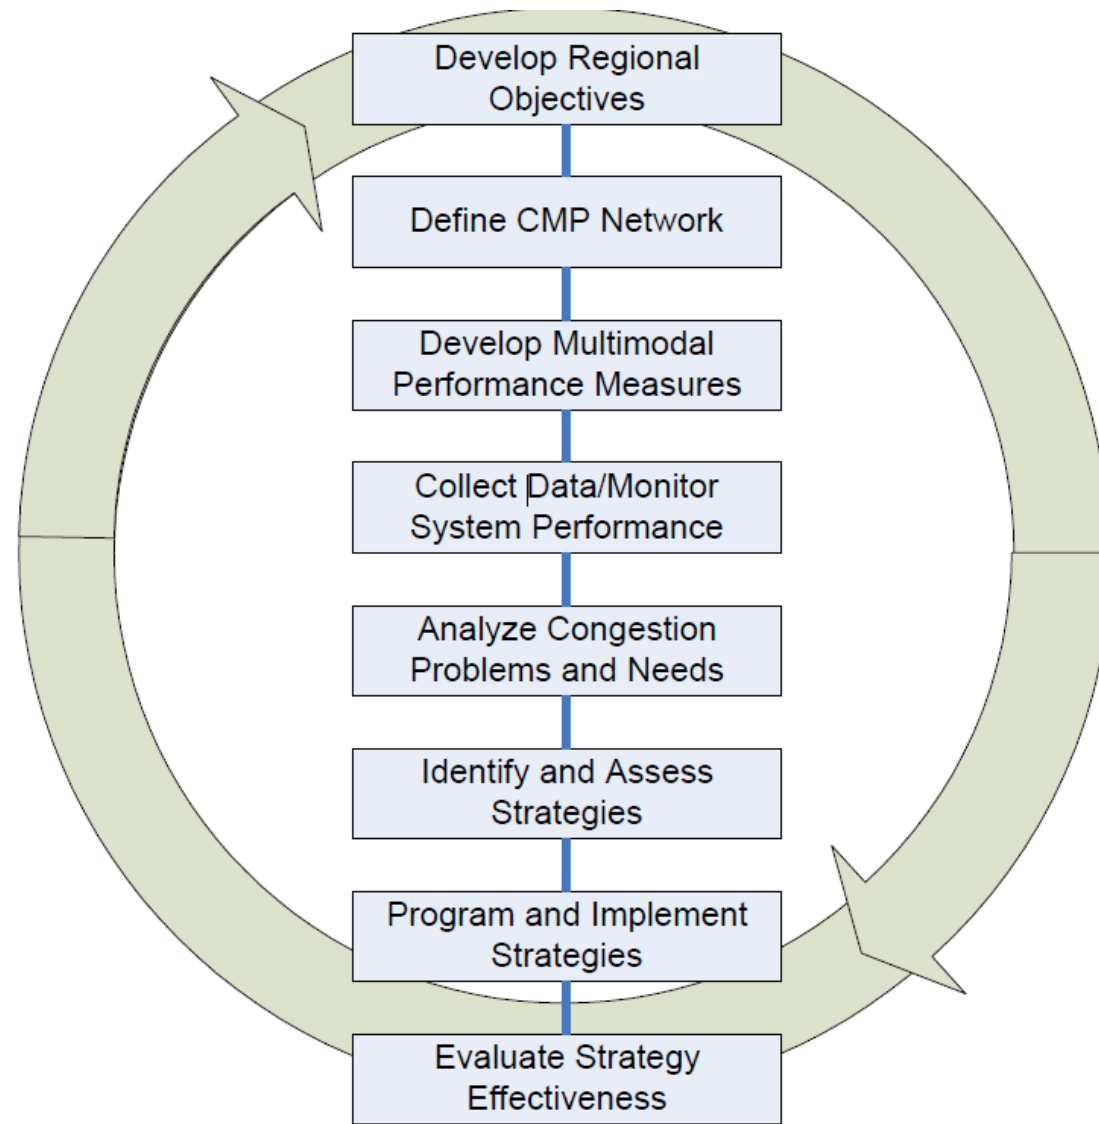 Develop Regional
Objectives
Define CMP Network
Develop Multimodal
Performance Measures
Collect Data/Monitor
System Performance
Analyze Congestion
Problems and Needs
Identify and Assess
Strategies
Program and Implement
Strategies
Evaluate Strategy
Effectiveness